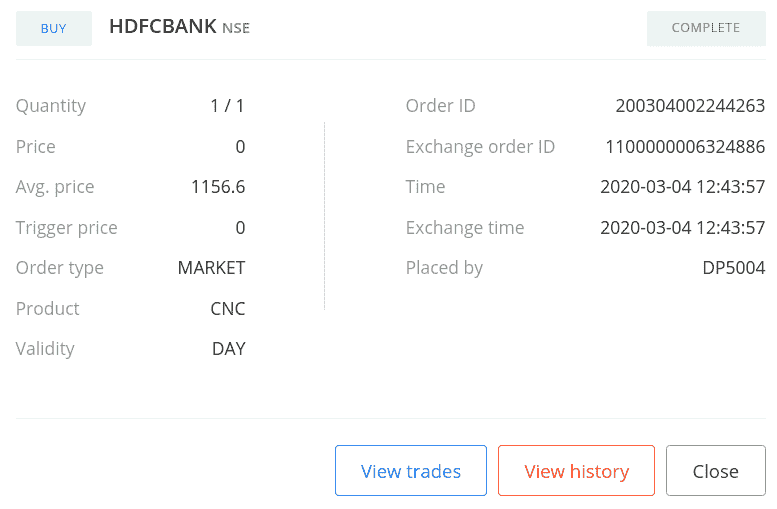 BUY HDFCBANK NSE COMPLETE
Quantity 1 / 1
Price 0
Avg. price 1156.6
Trigger price 0
Order type MARKET
Product CNC
Validity DAY
Order ID 200304002244263
Exchange order ID 1100000006324886
Time 2020-03-04 12:43:57
Exchange time 2020-03-04 12:43:57
Placed by DP5004
View trades View history Close